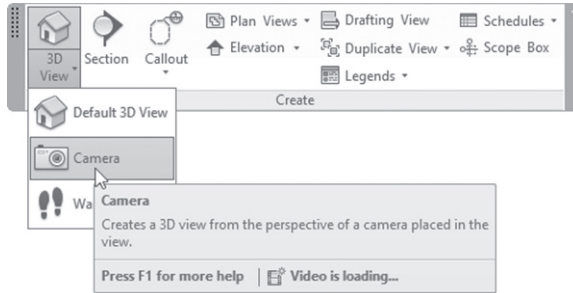 3D
View
Section
Callout
Plan Views
Elevation
Drafting View
Duplicate View
Legends
Schedules
Scope Box
Create
Default 3D View
Camera
Wa
Camera
Creates a 3D view from the perspective of a camera placed in the
view.
Press F1 for more help
Video is loading...